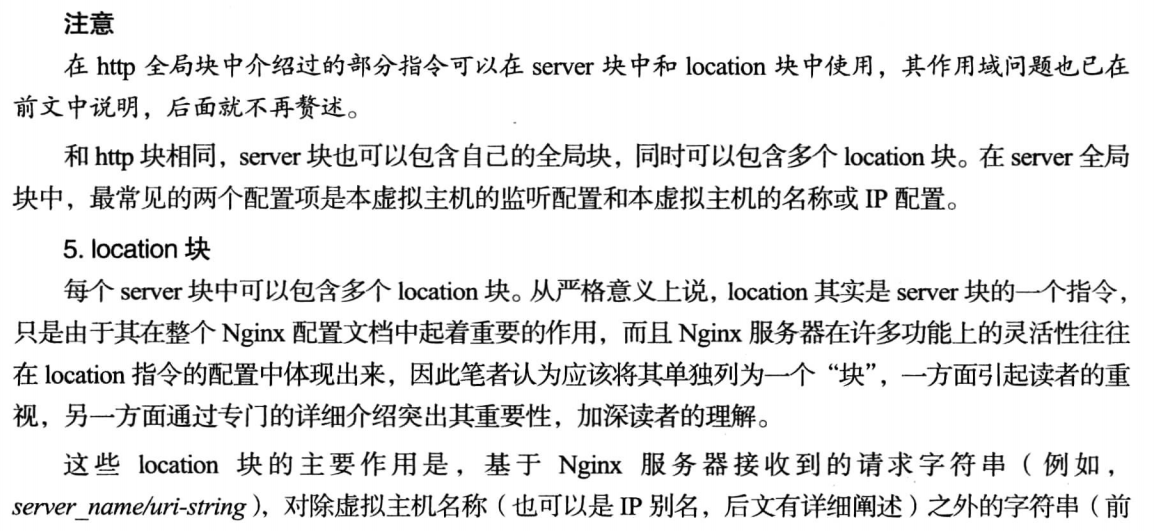 注意
在 http 全局块中介绍过的部分指令可以在 server 块中和 location 块中使用，其作用域问题也已在
前文中说明，后面就不再赘述。
和 http 块相同，server 块也可以包含自己的全局块，同时可以包含多个 location 块。在 server 全局
块中，最常见的两个配置项是本虚拟主机的监听配置和本虚拟主机的名称或 IP 配置。
5. location 块
每个 server 块中可以包含多个 location 块。从严格意义上说，location 其实是 server 块的一个指令，
只是由于其在整个 Nginx 配置文档中起着重要的作用，而且 Nginx 服务器在许多功能上的灵活性往往
在 location 指令的配置中体现出来，因此笔者认为应该将其单独列为一个“块”，一方面引起读者的重
视，另一方面通过专门的详细介绍突出其重要性，加深读者的理解。
这些 location 块的主要作用是，基于 Nginx 服务器接收到的请求字符串（例如，
server_name/uri-string），对除虚拟主机名称（也可以是 IP 别名，后文有详细阐述）之外的字符串（前